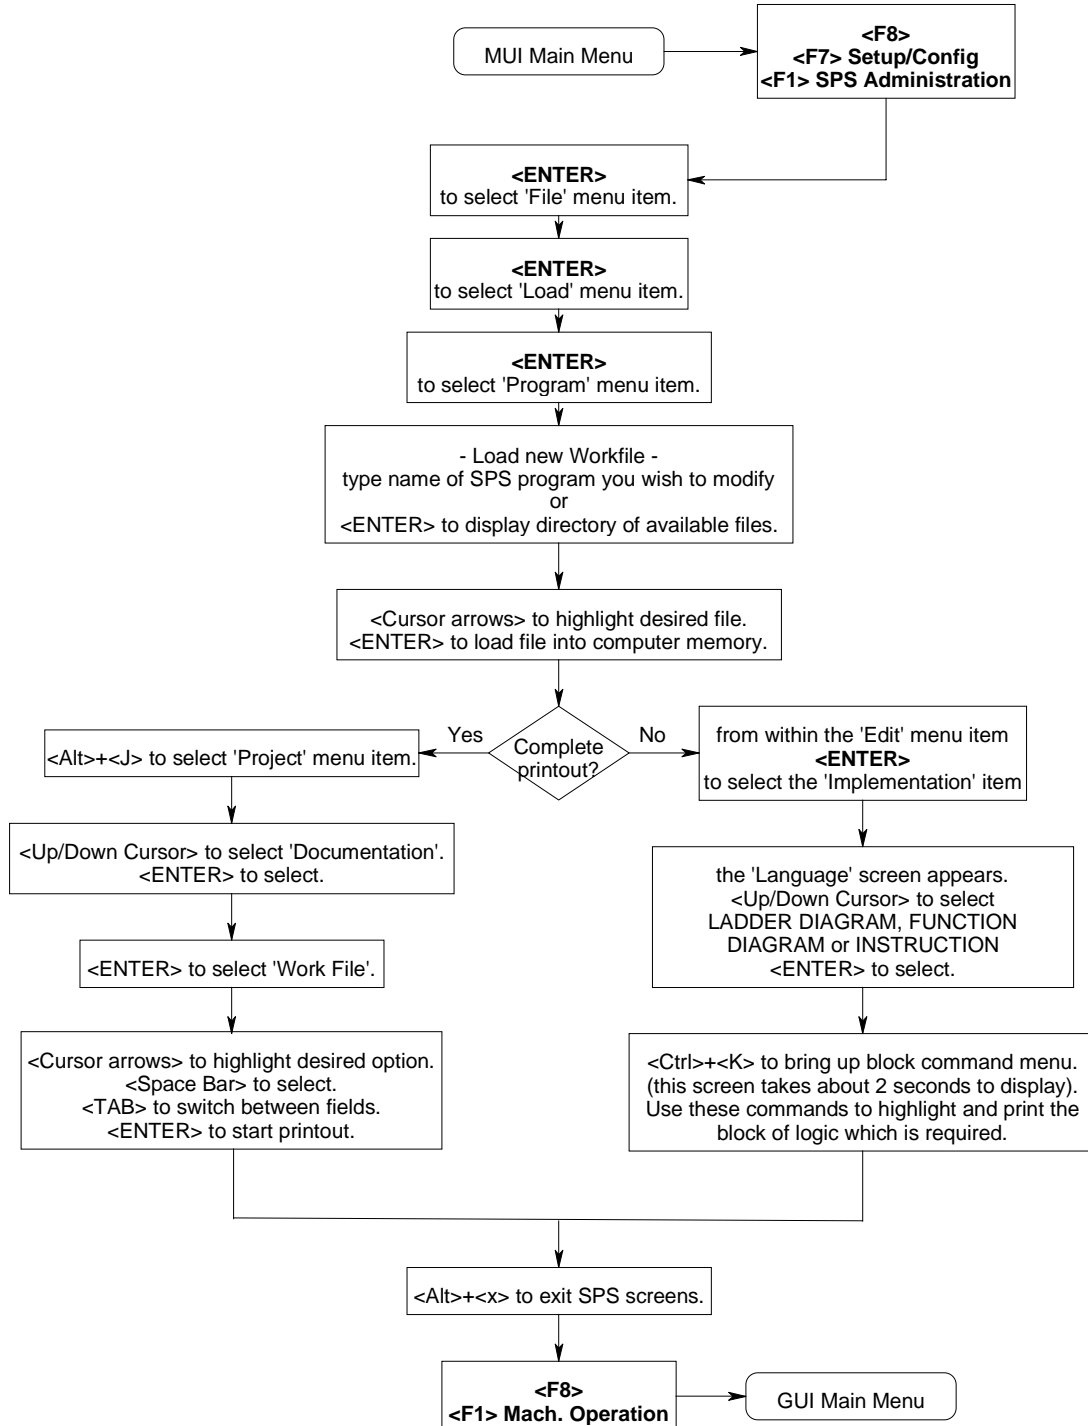 MUI Main Menu
<F8>
<F7> Setup/Config
<F1> SPS Administration
<ENTER>
to select 'File' menu item.
<ENTER>
to select 'Load' menu item.
<ENTER>
to select 'Program' menu item.
- Load new Workfile -
type name of SPS program you wish to modify
or
<ENTER> to display directory of available files.
<Cursor arrows> to highlight desired file.
<ENTER> to load file into computer memory.
Complete
printout?
Yes
No
<Alt>+<J> to select 'Project' menu item.
<Up/Down Cursor> to select 'Documentation'.
<ENTER> to select.
<ENTER> to select 'Work File'.
<Cursor arrows> to highlight desired option.
<Space Bar> to select.
<TAB> to switch between fields.
<ENTER> to start printout.
from within the 'Edit' menu item
<ENTER>
to select the 'Implementation' item
the 'Language' screen appears.
<Up/Down Cursor> to select
LADDER DIAGRAM, FUNCTION
DIAGRAM or INSTRUCTION
<ENTER> to select.
<Ctrl>+<K> to bring up block command menu.
(this screen takes about 2 seconds to display).
Use these commands to highlight and print the
block of logic which is required.
<Alt>+<x> to exit SPS screens.
<F8>
<F1> Mach. Operation
GUI Main Menu